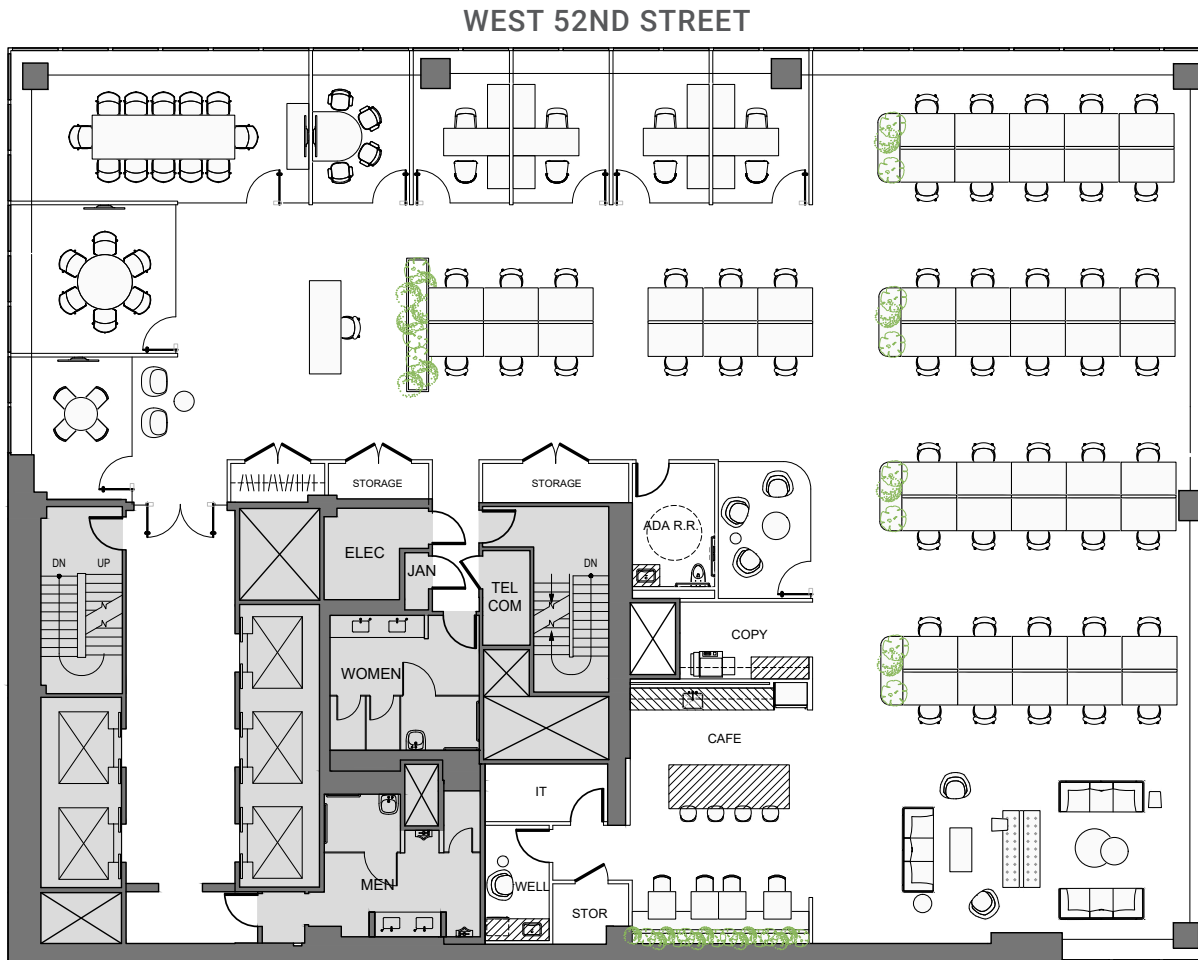 WEST 52ND STREET
STORAGE
STORAGE
ADA R.R.
ELEC
JAN
DN
UP
DN
TEL
COM
COPY
WOMEN
CAFE
IT
MEN
WELL
STOR